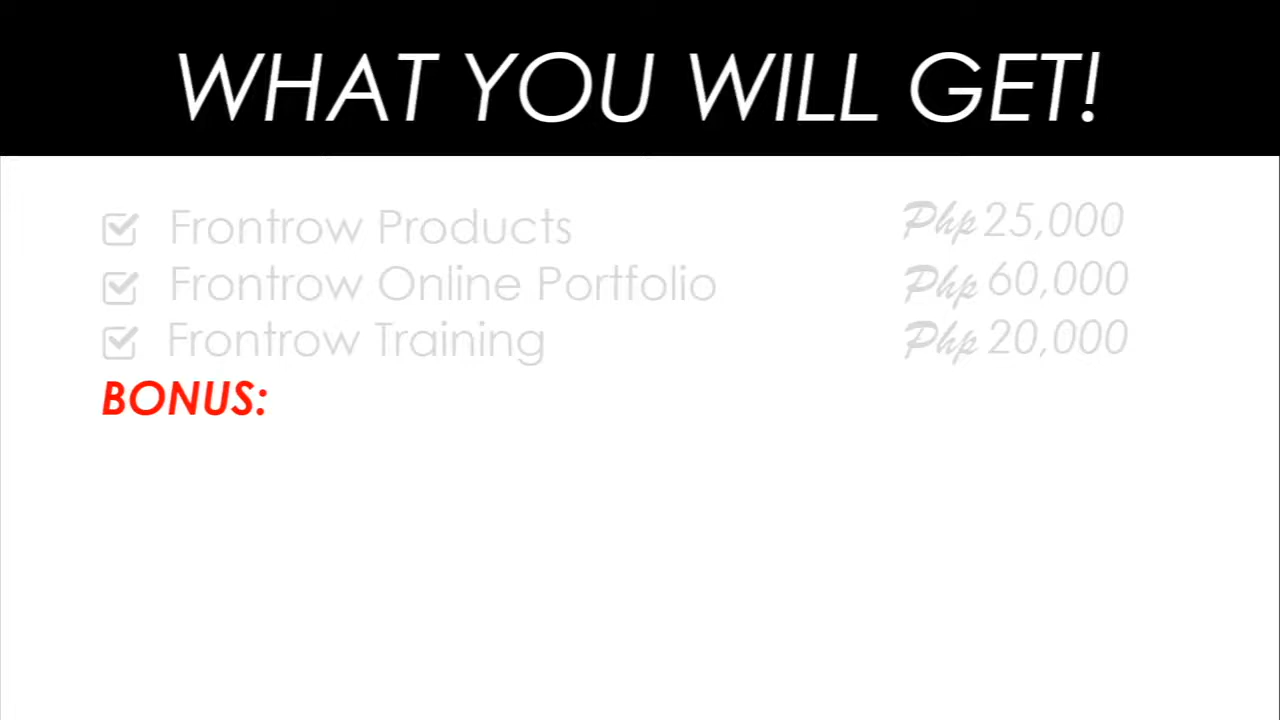 WHAT YOU WILL GET!
Frontrow Products Php 25,000
Frontrow Online Portfolio Php 60,000
Frontrow Training Php 20,000
BONUS: